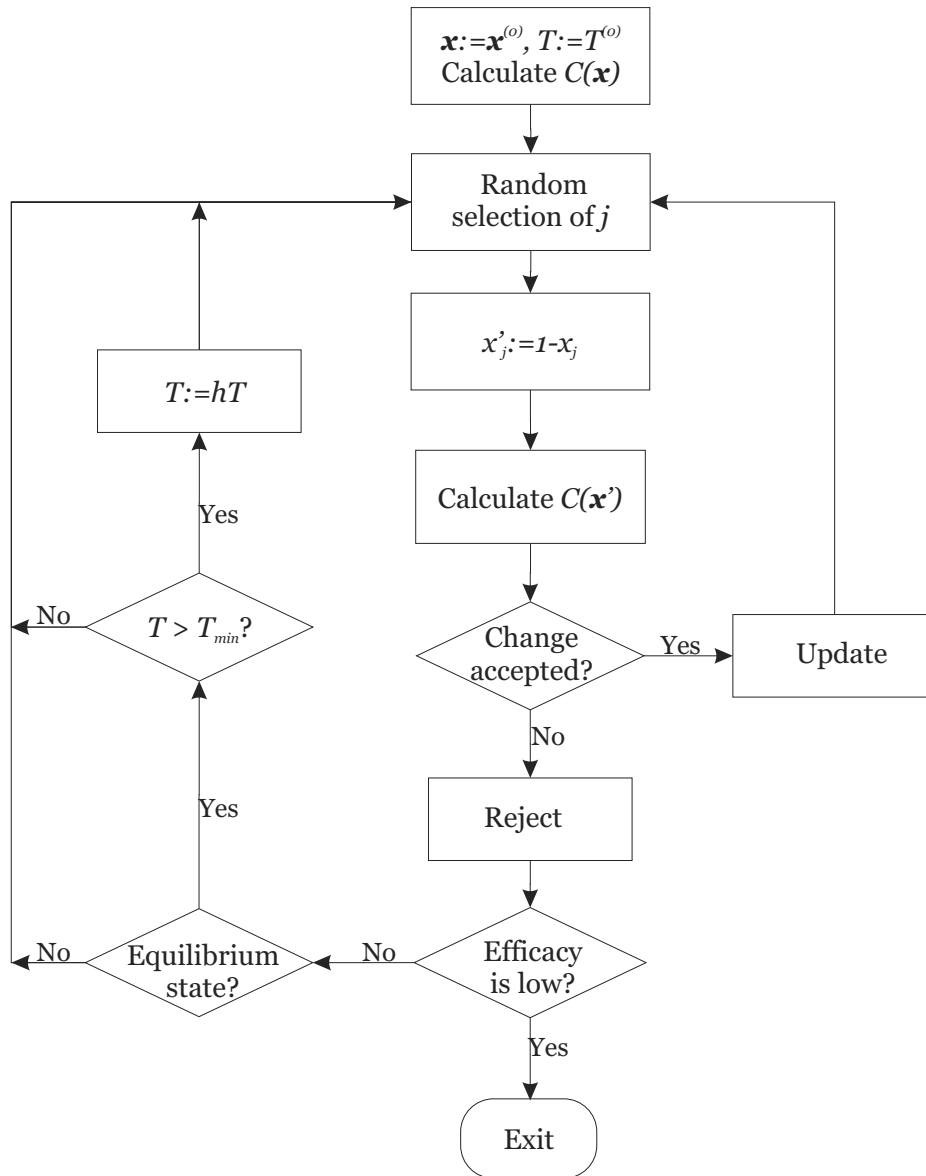 x:=x⁽ᵒ⁾, T:=T⁽ᵒ⁾
Calculate C(x)
Random
selection of j
x’ⱼ:=1-xⱼ
T:=hT
Calculate C(x’)
Yes
No
T > Tₘᵢₙ?
Change
accepted?
Yes
Update
No
Yes
Reject
No
Equilibrium
state?
No
Efficacy
is low?
Yes
Exit